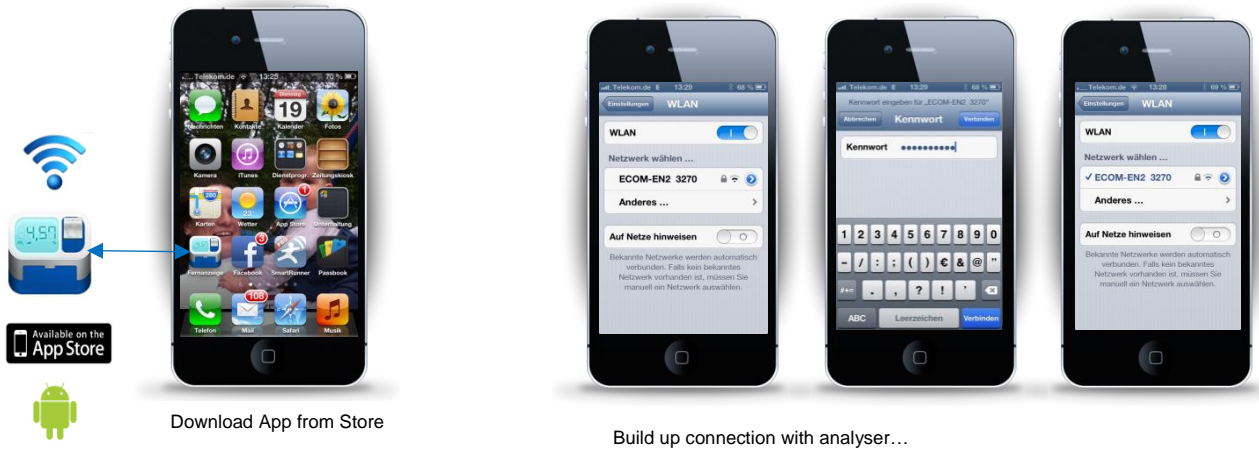 4,57
Available on the
App Store
Telekom.de 13:25 70 %
Dienstag
19
Nachrichten Kontakte Kalender Fotos
Kamera iTunes Dienstprogr. Zeitungskiosk
280
23°
1
Karten Wetter App Store Unterhaltung
3
Fernanzeige Facebook SmartRunner Passbook
108
Telefon Mail Safari Musik
Download App from Store
Telekom.de E 13:29 68 %
Einstellungen WLAN
WLAN
Netzwerk wählen ...
ECOM-EN2 3270
Anderes ...
Auf Netze hinweisen
Bekannte Netzwerke werden automatisch
verbunden. Falls kein bekanntes
Netzwerk vorhanden ist, müssen Sie
manuell ein Netzwerk auswählen.
Telekom.de E 13:29 68 %
Kennwort eingeben für „ECOM-EN2 3270“
Abbrechen Kennwort Verbinden
Kennwort ••••••••••
1 2 3 4 5 6 7 8 9 0
- / : ; ( ) € & @ "
#+= . , ? ! '
ABC Leerzeichen Verbinden
Telekom.de 13:28 69 %
Einstellungen WLAN
WLAN
Netzwerk wählen ...
✓ ECOM-EN2 3270
Anderes ...
Auf Netze hinweisen
Bekannte Netzwerke werden automatisch
verbunden. Falls kein bekanntes
Netzwerk vorhanden ist, müssen Sie
manuell ein Netzwerk auswählen.
Build up connection with analyser…